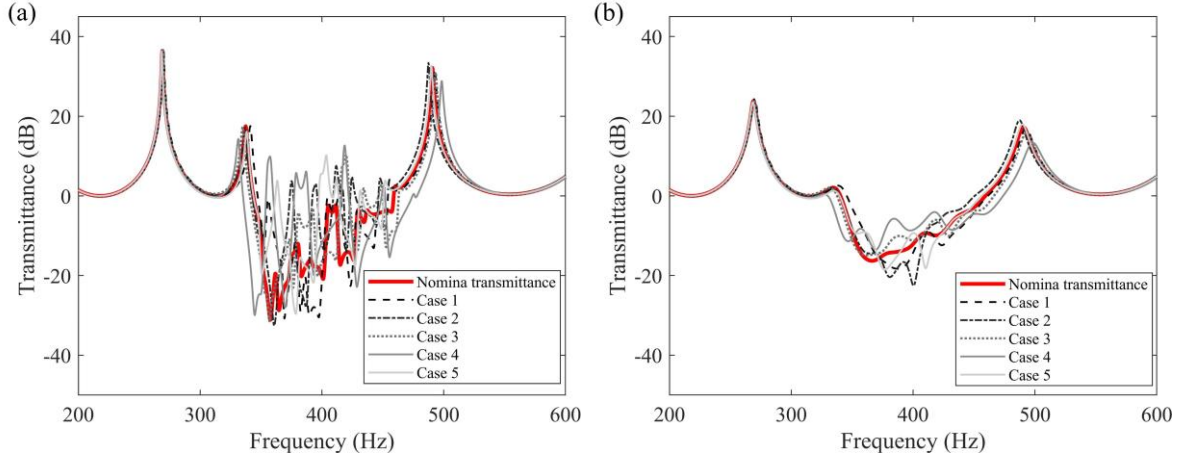 (a)
40
20
0
-20
-40
Transmittance (dB)
Nomina transmittance
Case 1
Case 2
Case 3
Case 4
Case 5
200
300
400
500
600
Frequency (Hz)
(b)
40
20
0
-20
-40
Transmittance (dB)
Nomina transmittance
Case 1
Case 2
Case 3
Case 4
Case 5
200
300
400
500
600
Frequency (Hz)